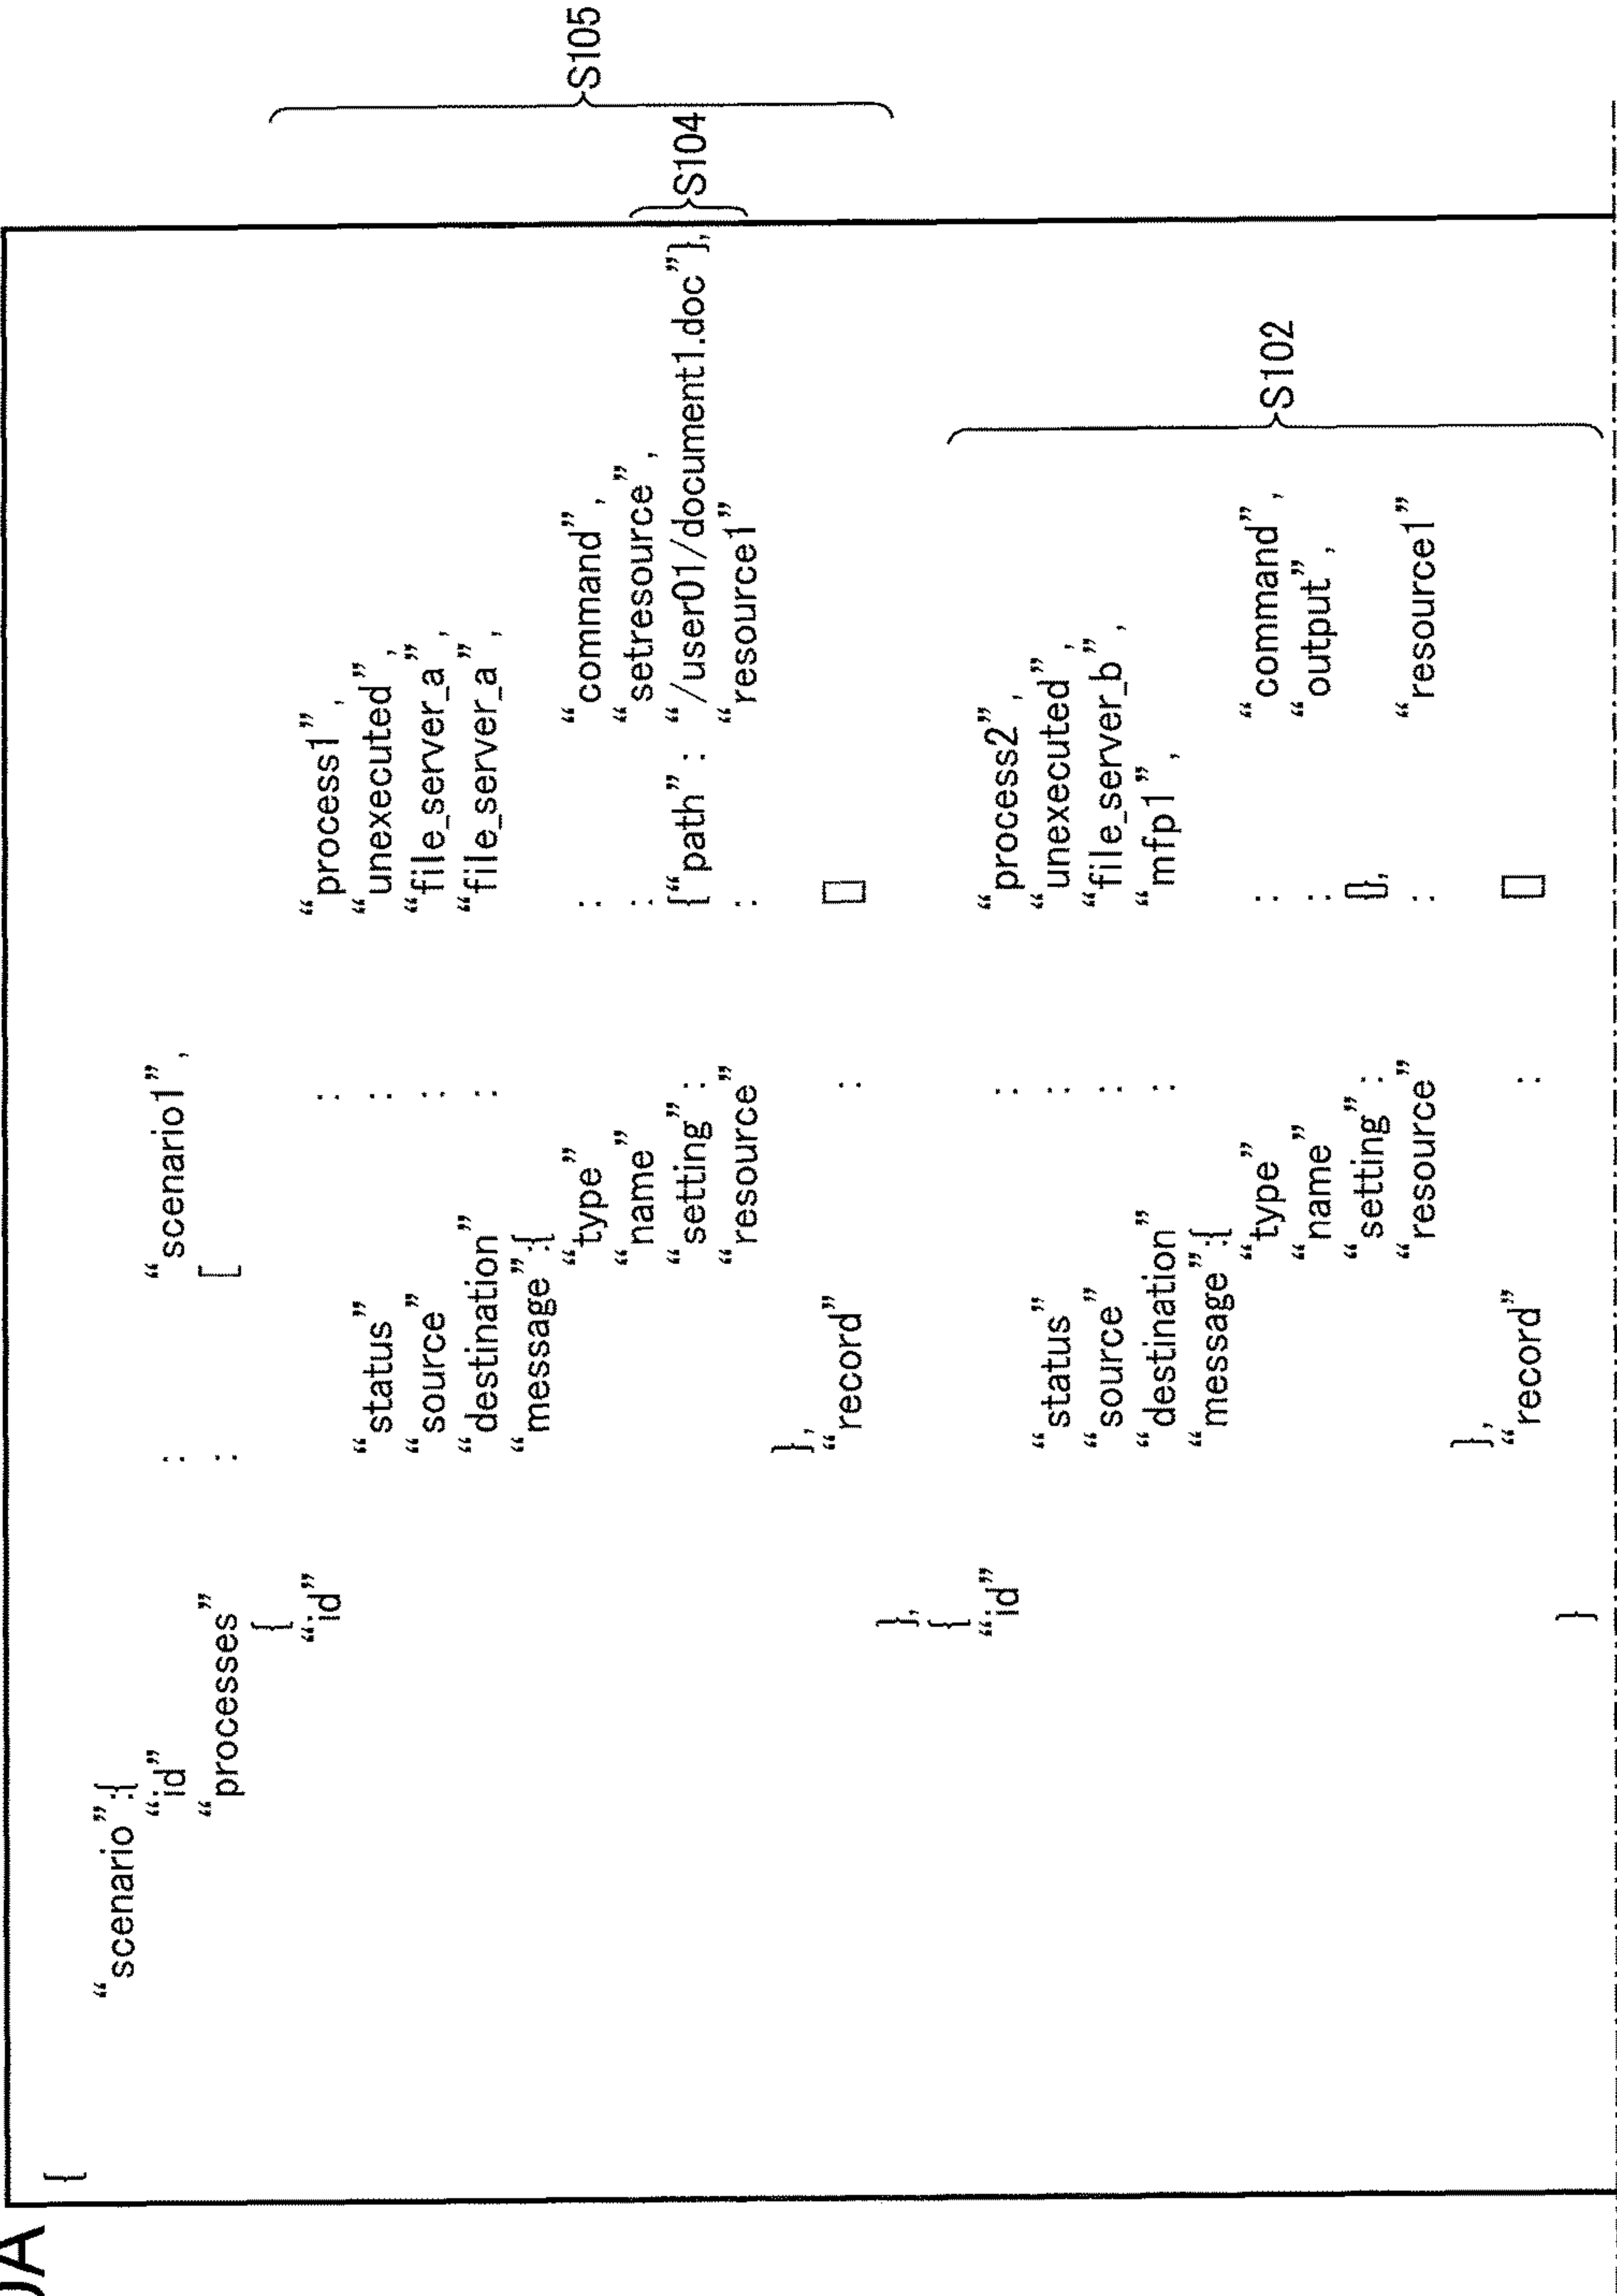 0A
{
“scenario”:{
“id” : “scenario1”,
“processes” : [
{
“id” : “process1”,
“status” : “unexecuted”,
“source” : “file_server_a”,
“destination” : “file_server_a”,
“message”:{
“type” : “command”,
“name” : “setresource”,
“setting” : {“path” : “/user01/document1.doc”},
“resource” : “resource1”
},
“record” : []
},
{
“id” : “process2”,
“status” : “unexecuted”,
“source” : “file_server_b”,
“destination” : “mfp1”,
“message”:{
“type” : “command”,
“name” : “output”,
“setting” : {},
“resource” : “resource1”
},
“record” : []
}
S105
S104
S102